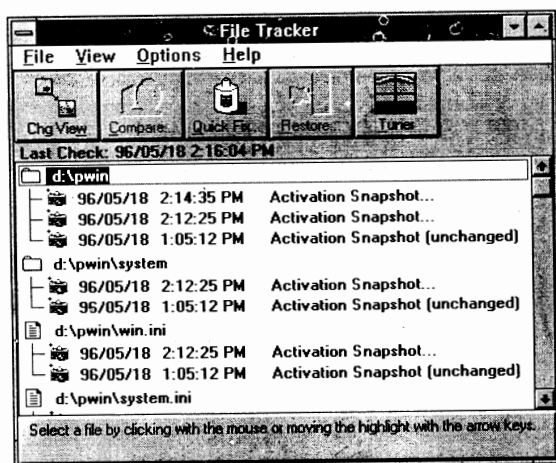 File Tracker
File View Options Help
Chg View Compare... Quick Fix... Restore... Tuner
Last Check: 96/05/18 2:16:04 PM
d:\pwin
96/05/18 2:14:35 PM Activation Snapshot...
96/05/18 2:12:25 PM Activation Snapshot...
96/05/18 1:05:12 PM Activation Snapshot (unchanged)
d:\pwin\system
96/05/18 2:12:25 PM Activation Snapshot...
96/05/18 1:05:12 PM Activation Snapshot (unchanged)
d:\pwin\win.ini
96/05/18 2:12:25 PM Activation Snapshot...
96/05/18 1:05:12 PM Activation Snapshot (unchanged)
d:\pwin\system.ini
Select a file by clicking with the mouse or moving the highlight with the arrow keys.